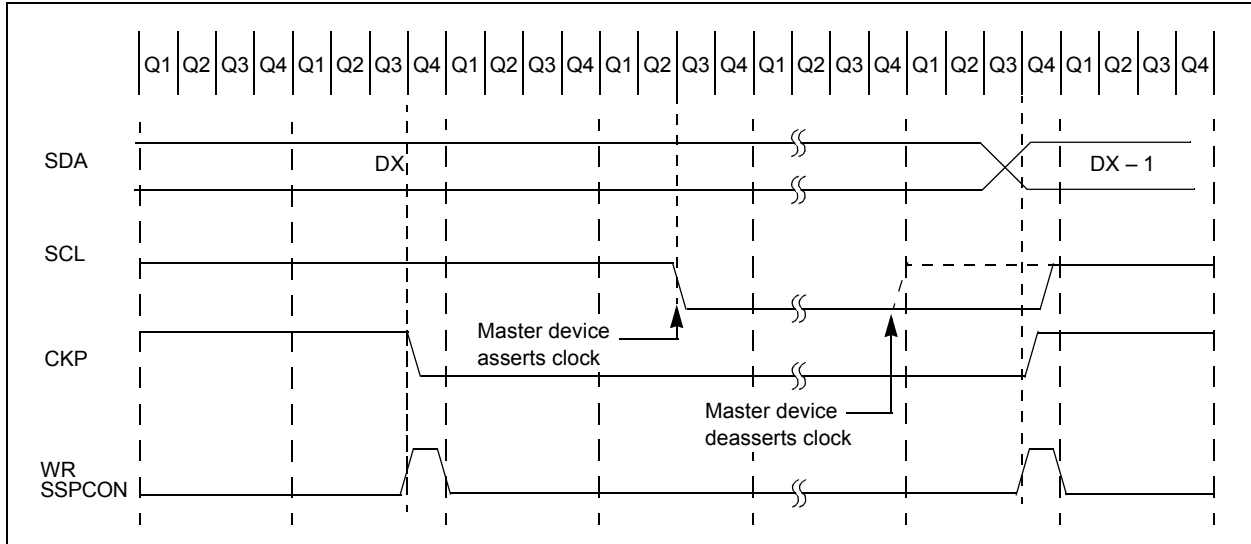 Q1 Q2 Q3 Q4 Q1 Q2 Q3 Q4 Q1 Q2 Q3 Q4 Q1 Q2 Q3 Q4 Q1 Q2 Q3 Q4 Q1 Q2 Q3 Q4 Q1 Q2 Q3 Q4
SDA
DX
DX – 1
SCL
Master device
asserts clock
CKP
Master device
deasserts clock
WR
SSPCON